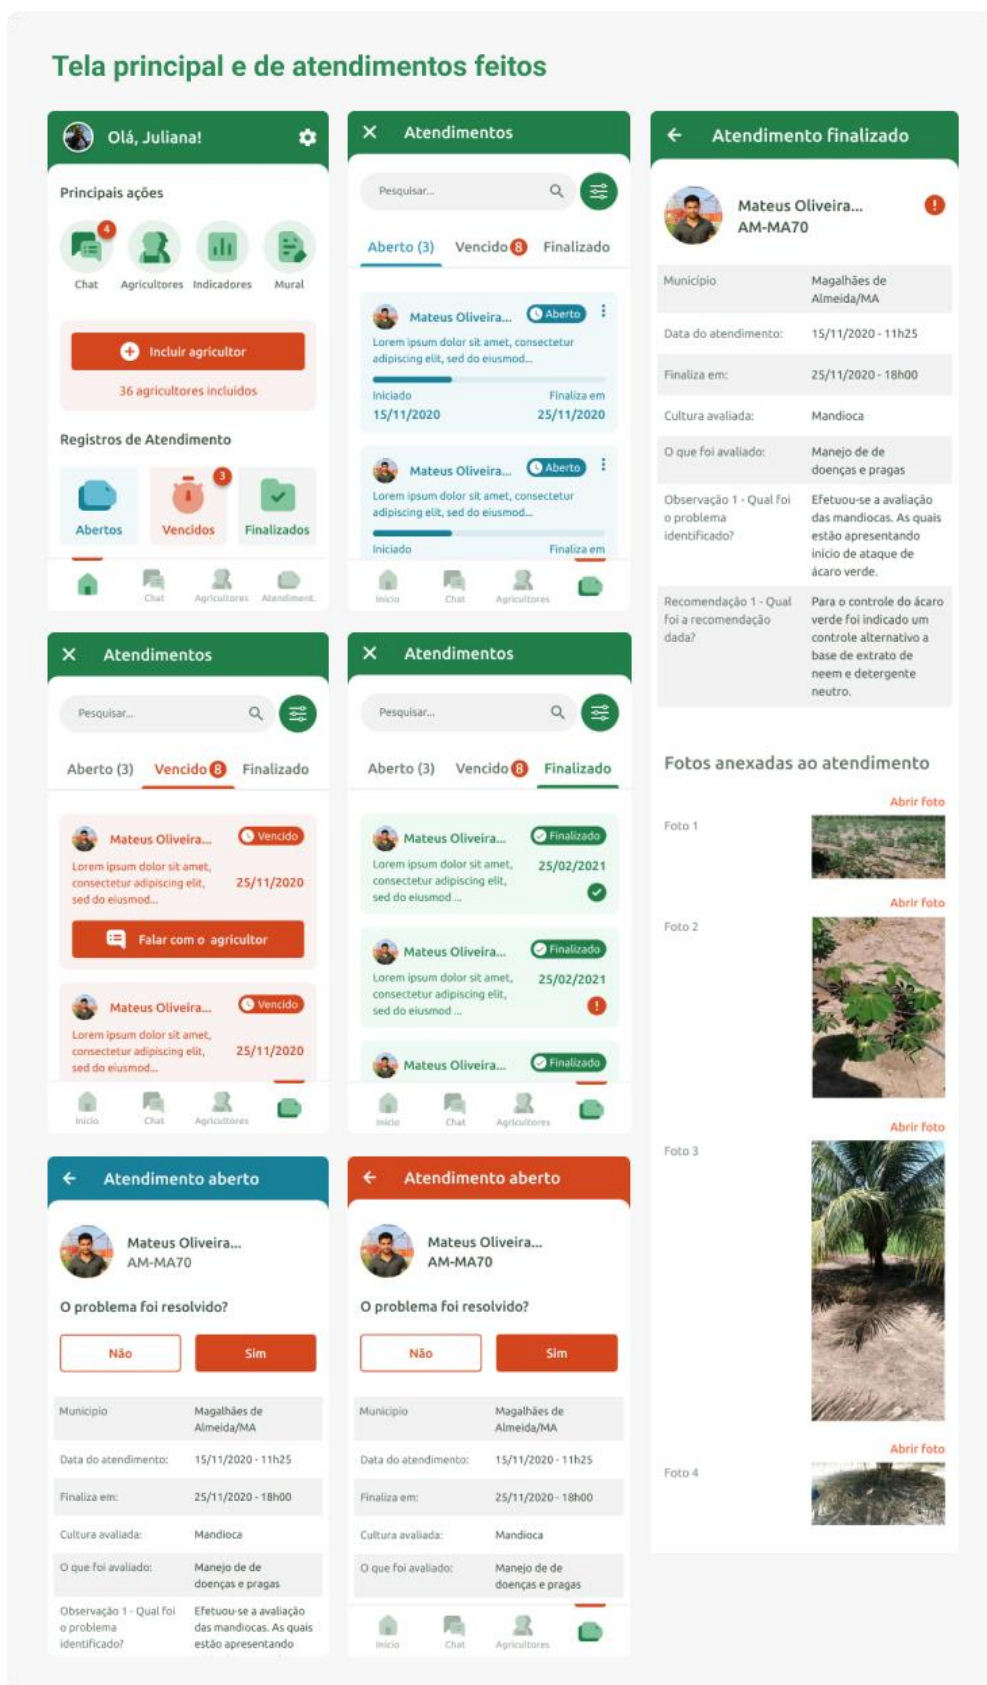 Tela principal e de atendimentos feitos
Olá, Juliana!
Principais ações
4
Chat
Agricultores
Indicadores
Mural
Incluir agricultor
36 agricultores incluídos
Registros de Atendimento
3
Abertos
Vencidos
Finalizados
Chat
Agricultores
Atendiment.
Atendimentos
Pesquisar...
Aberto (3)
Vencido 8
Finalizado
Mateus Oliveira...
Aberto
Lorem ipsum dolor sit amet, consectetur
adipiscing elit, sed do eiusmod...
Iniciado
Finaliza em
15/11/2020
25/11/2020
Mateus Oliveira...
Aberto
Lorem ipsum dolor sit amet, consectetur
adipiscing elit, sed do eiusmod...
Iniciado
Finaliza em
Início
Chat
Agricultores
Atendimento finalizado
Mateus Oliveira...
AM-MA70
Município
Magalhães de
Almeida/MA
Data do atendimento:
15/11/2020 - 11h25
Finaliza em:
25/11/2020 - 18h00
Cultura avaliada:
Mandioca
O que foi avaliado:
Manejo de de
doenças e pragas
Observação 1 - Qual foi
o problema
identificado?
Efetuou-se a avaliação
das mandiocas. As quais
estão apresentando
início de ataque de
ácaro verde.
Recomendação 1 - Qual
foi a recomendação
dada?
Para o controle do ácaro
verde foi indicado um
controle alternativo a
base de extrato de
neem e detergente
neutro.
Fotos anexadas ao atendimento
Abrir foto
Foto 1
Abrir foto
Foto 2
Abrir foto
Foto 3
Abrir foto
Foto 4
Atendimentos
Pesquisar...
Aberto (3)
Vencido 8
Finalizado
Mateus Oliveira...
Vencido
Lorem ipsum dolor sit amet,
consectetur adipiscing elit,
sed do eiusmod...
25/11/2020
Falar com o agricultor
Mateus Oliveira...
Vencido
Lorem ipsum dolor sit amet,
consectetur adipiscing elit,
sed do eiusmod...
25/11/2020
Início
Chat
Agricultores
Atendimentos
Pesquisar...
Aberto (3)
Vencido 8
Finalizado
Mateus Oliveira...
Finalizado
Lorem ipsum dolor sit amet,
consectetur adipiscing elit,
sed do eiusmod ...
25/02/2021
Mateus Oliveira...
Finalizado
Lorem ipsum dolor sit amet,
consectetur adipiscing elit,
sed do eiusmod ...
25/02/2021
Mateus Oliveira...
Finalizado
Início
Chat
Agricultores
Atendimento aberto
Mateus Oliveira...
AM-MA70
O problema foi resolvido?
Não
Sim
Município
Magalhães de
Almeida/MA
Data do atendimento:
15/11/2020 - 11h25
Finaliza em:
25/11/2020 - 18h00
Cultura avaliada:
Mandioca
O que foi avaliado:
Manejo de de
doenças e pragas
Observação 1 - Qual foi
o problema
identificado?
Efetuou-se a avaliação
das mandiocas. As quais
estão apresentando
Atendimento aberto
Mateus Oliveira...
AM-MA70
O problema foi resolvido?
Não
Sim
Município
Magalhães de
Almeida/MA
Data do atendimento:
15/11/2020 - 11h25
Finaliza em:
25/11/2020 - 18h00
Cultura avaliada:
Mandioca
O que foi avaliado:
Manejo de de
doenças e pragas
Início
Chat
Agricultores